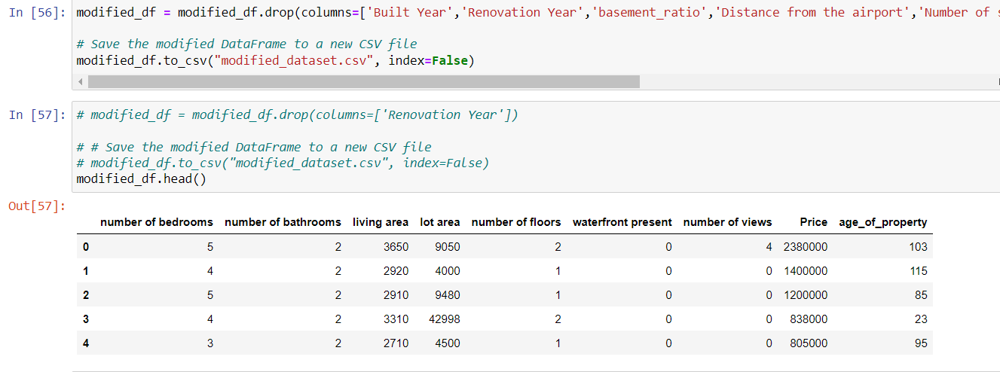 In [56]: modified_df = modified_df.drop(columns=['Built Year','Renovation Year','basement_ratio','Distance from the airport','Number of
# Save the modified DataFrame to a new CSV file
modified_df.to_csv("modified_dataset.csv", index=False)
In [57]: # modified_df = modified_df.drop(columns=['Renovation Year'])
# # Save the modified DataFrame to a new CSV file
# modified_df.to_csv("modified_dataset.csv", index=False)
modified_df.head()
Out[57]:
number of bedrooms number of bathrooms living area lot area number of floors waterfront present number of views Price age_of_property
0 5 2 3650 9050 2 0 4 2380000 103
1 4 2 2920 4000 1 0 0 1400000 115
2 5 2 2910 9480 1 0 0 1200000 85
3 4 2 3310 42998 2 0 0 838000 23
4 3 2 2710 4500 1 0 0 805000 95